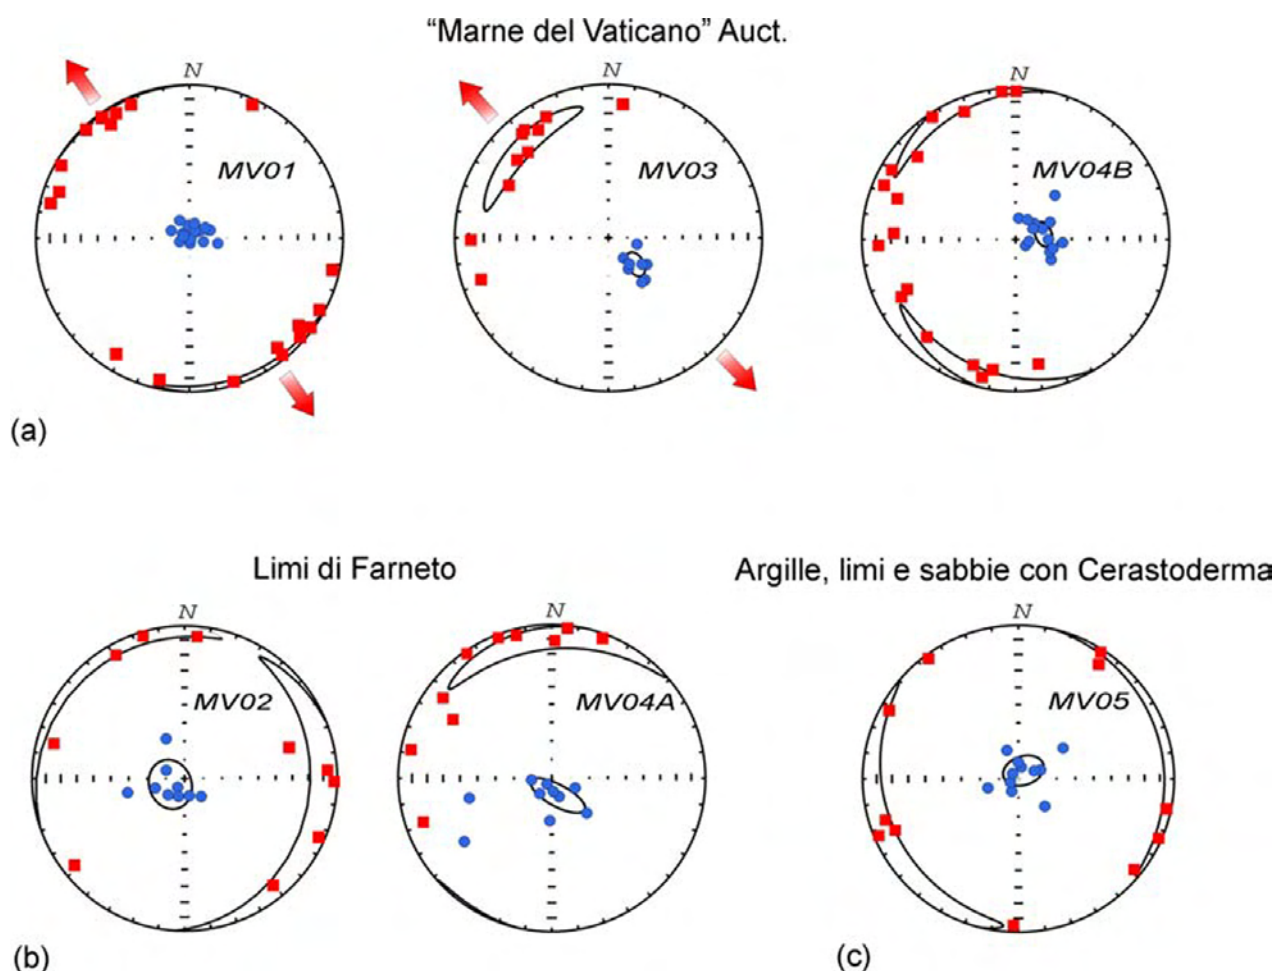 “Marne del Vaticano” Auct.
N N N
MV01 MV03 MV04B
(a)
Limi di Farneto Argille, limi e sabbie con Cerastoderma
N N N
MV02 MV04A MV05
(b) (c)